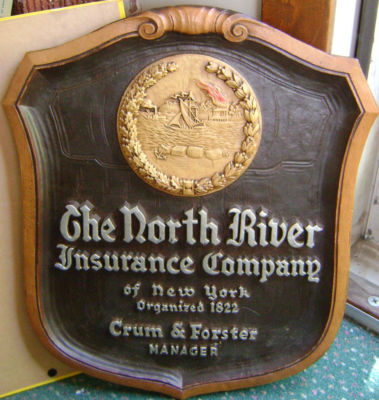 The North River
Insurance Company
of New York
Organized 1822
Crum & Forster
MANAGER